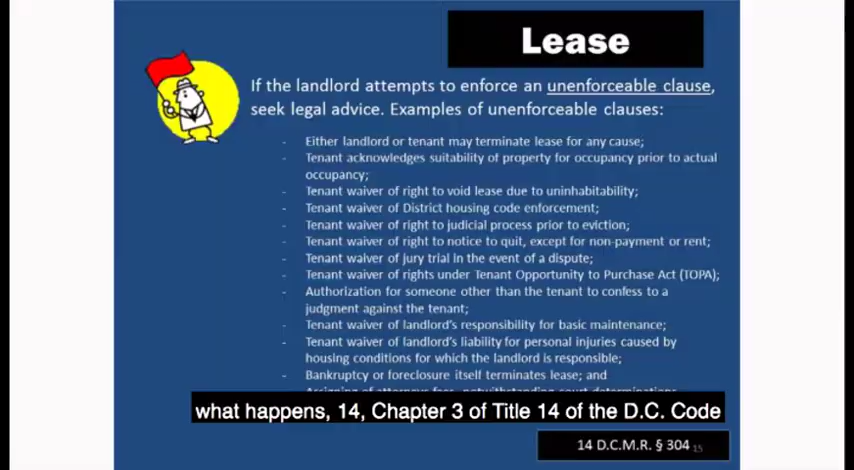 Lease
If the landlord attempts to enforce an unenforceable clause,
seek legal advice. Examples of unenforceable clauses:
- Either landlord or tenant may terminate lease for any cause;
- Tenant acknowledges suitability of property for occupancy prior to actual
occupancy;
- Tenant waiver of right to void lease due to uninhabitability;
- Tenant waiver of District housing code enforcement;
- Tenant waiver of right to judicial process prior to eviction;
- Tenant waiver of right to notice to quit, except for non-payment or rent;
- Tenant waiver of jury trial in the event of a dispute;
- Tenant waiver of rights under Tenant Opportunity to Purchase Act (TOPA);
- Authorization for someone other than the tenant to confess to a
judgment against the tenant;
- Tenant waiver of landlord's responsibility for basic maintenance;
- Tenant waiver of landlord's liability for personal injuries caused by
housing conditions for which the landlord is responsible;
- Bankruptcy or foreclosure itself terminates lease; and
- Assigning of attorneys fees, notwithstanding court determinations
what happens, 14, Chapter 3 of Title 14 of the D.C. Code
14 D.C.M.R. § 304 15